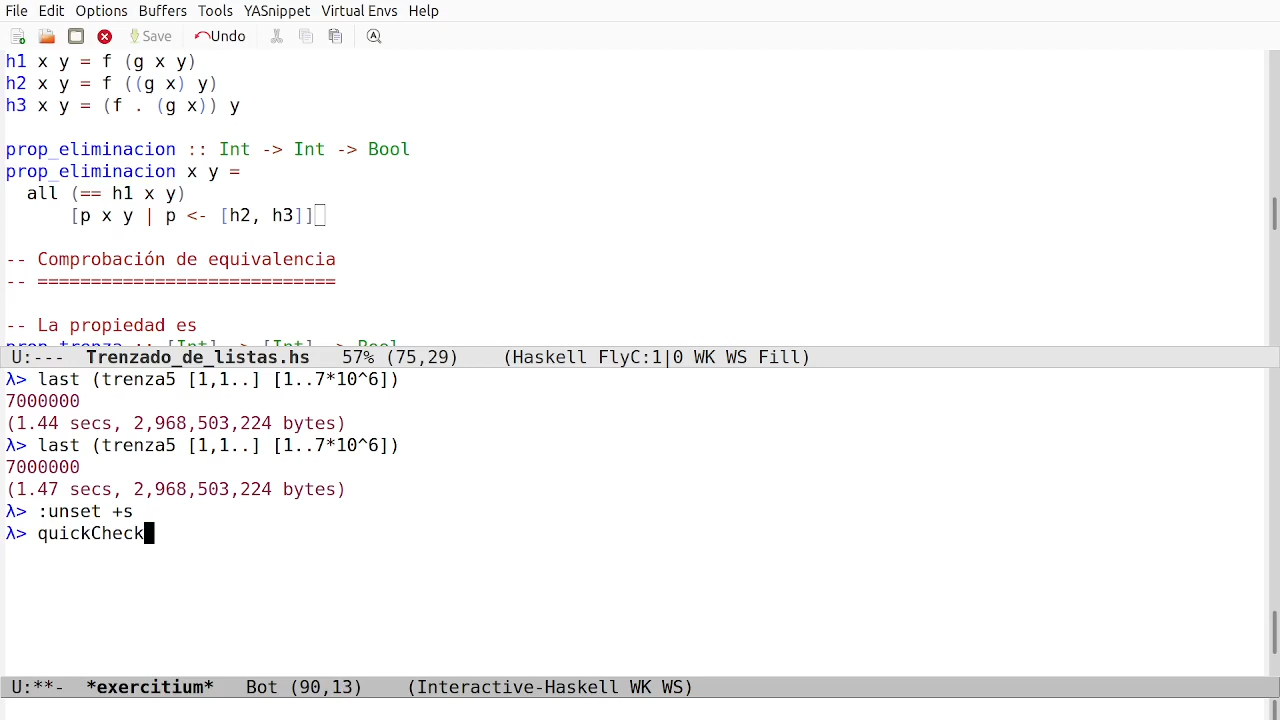 File Edit Options Buffers Tools YASnippet Virtual Envs Help
Save Undo
h1 x y = f (g x y)
h2 x y = f ((g x) y)
h3 x y = (f . (g x)) y
prop_eliminacion :: Int -> Int -> Bool
prop_eliminacion x y =
  all (== h1 x y)
      [p x y | p <- [h2, h3]]
-- Comprobación de equivalencia
-- ============================
-- La propiedad es
prop_trenza :: [Int] -> [Int] -> Bool
U:---  Trenzado_de_listas.hs   57% (75,29)    (Haskell FlyC:1|0 WK WS Fill)
λ> last (trenza5 [1,1..] [1..7*10^6])
7000000
(1.44 secs, 2,968,503,224 bytes)
λ> last (trenza5 [1,1..] [1..7*10^6])
7000000
(1.47 secs, 2,968,503,224 bytes)
λ> :unset +s
λ> quickCheck
U:**-  *exercitium*   Bot (90,13)    (Interactive-Haskell WK WS)